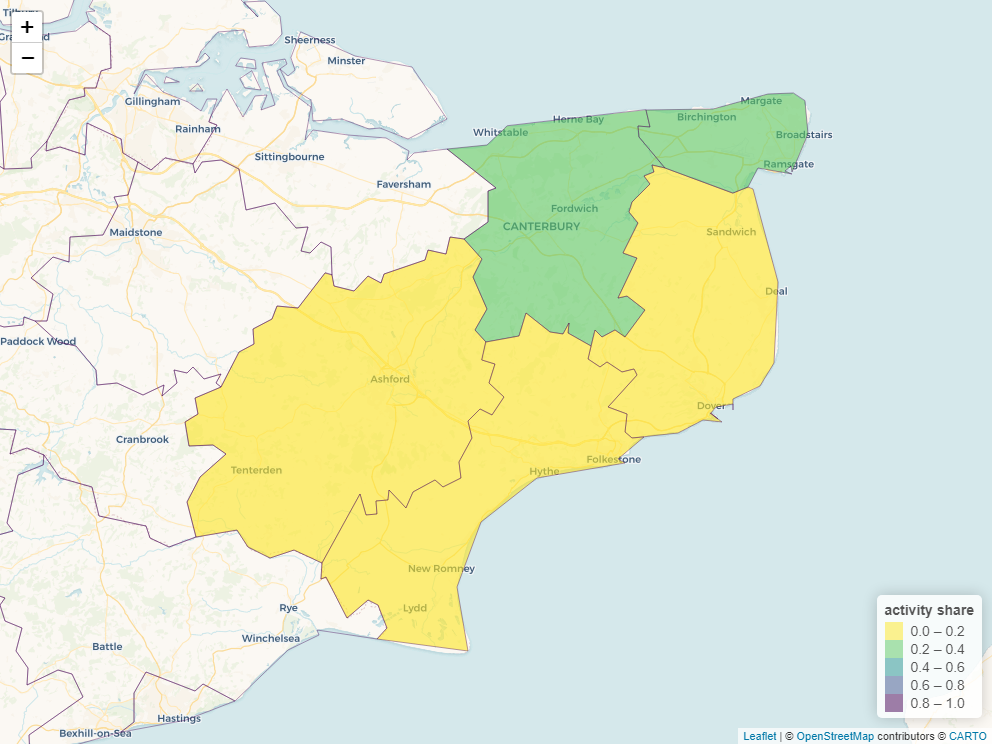 +
−
Sheerness
Minster
Gillingham
Margate
Birchington
Herne Bay
Rainham
Whitstable
Broadstairs
Sittingbourne
Ramsgate
Faversham
Fordwich
CANTERBURY
Maidstone
Sandwich
Deal
Paddock Wood
Ashford
Dover
Cranbrook
Folkestone
Tenterden
Hythe
New Romney
Rye
Lydd
Winchelsea
Battle
Hastings
Bexhill-on-Sea
activity share
0.0 – 0.2
0.2 – 0.4
0.4 – 0.6
0.6 – 0.8
0.8 – 1.0
Leaflet | © OpenStreetMap contributors © CARTO